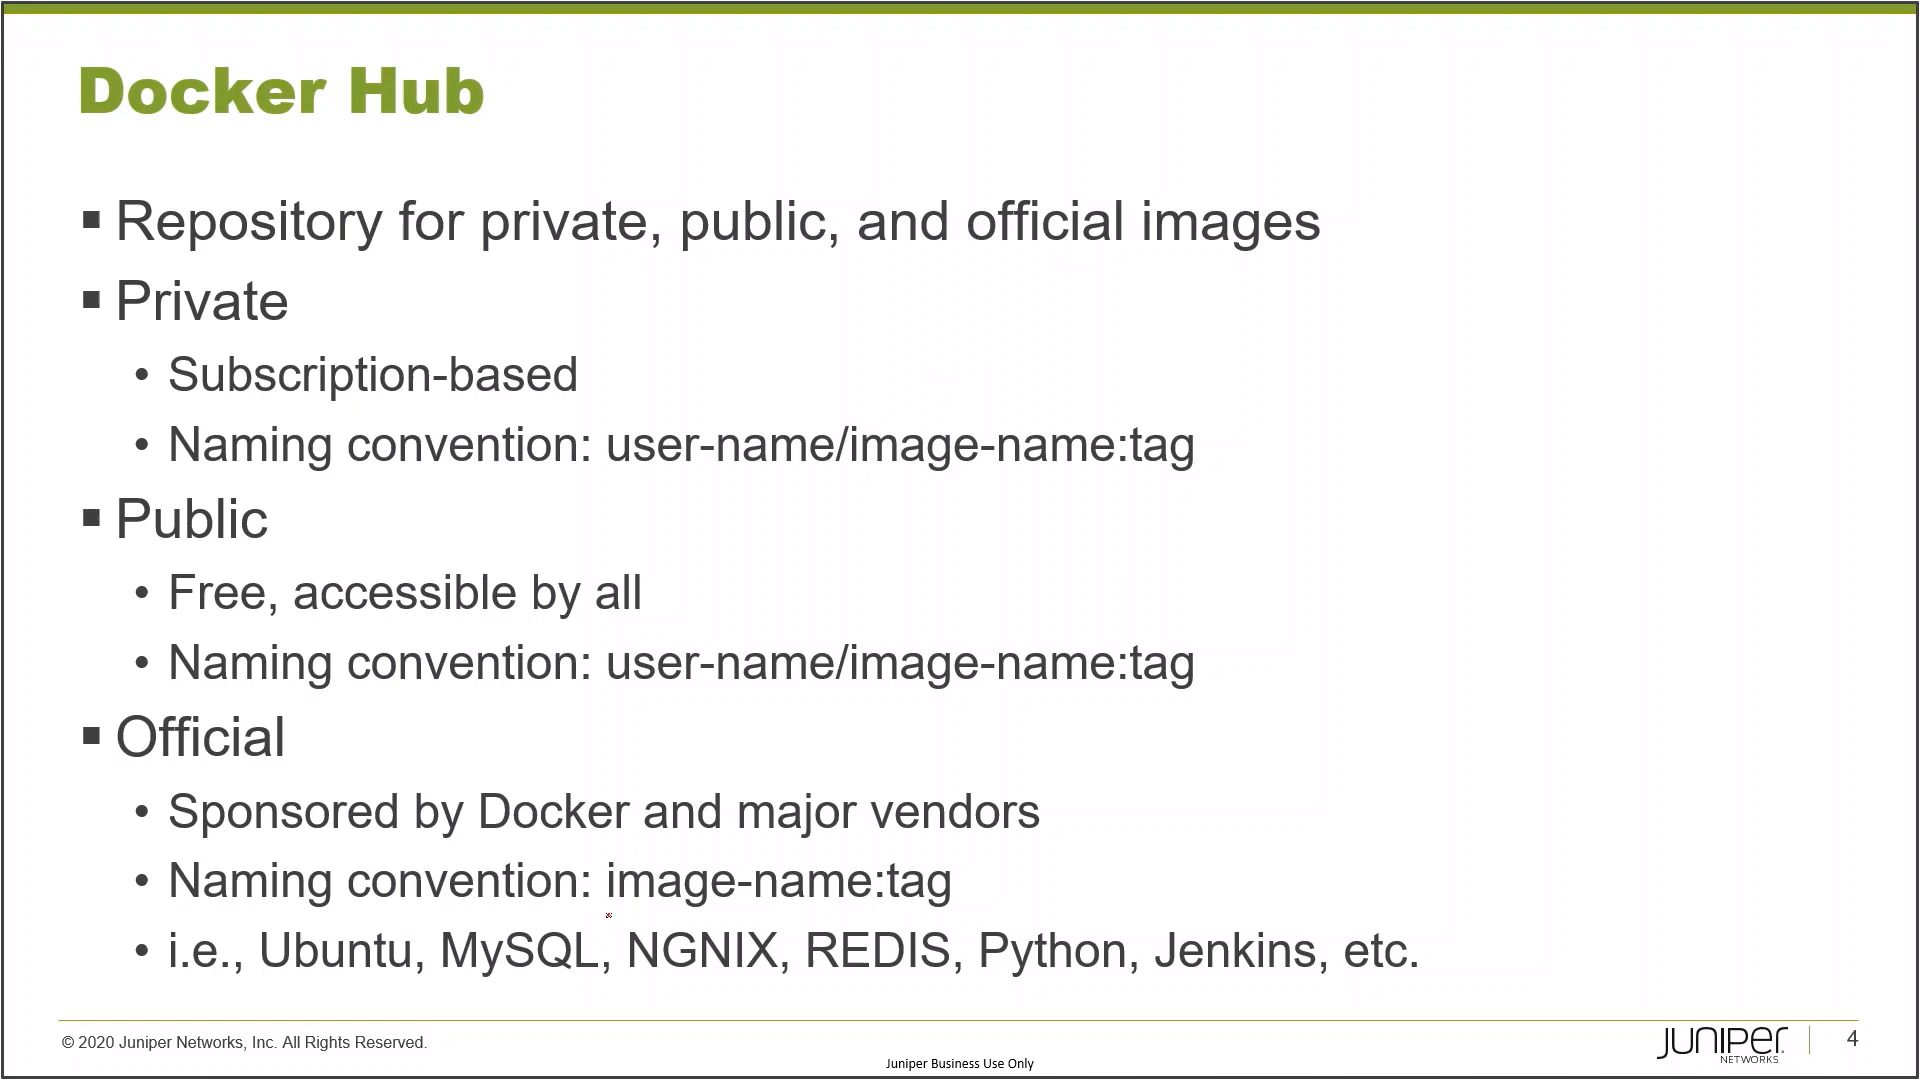 Docker Hub
▪ Repository for private, public, and official images
▪ Private
• Subscription-based
• Naming convention: user-name/image-name:tag
▪ Public
• Free, accessible by all
• Naming convention: user-name/image-name:tag
▪ Official
• Sponsored by Docker and major vendors
• Naming convention: image-name:tag
• i.e., Ubuntu, MySQL, NGNIX, REDIS, Python, Jenkins, etc.
© 2020 Juniper Networks, Inc. All Rights Reserved.
Juniper Business Use Only
JUNIPer
NETWORKS
4